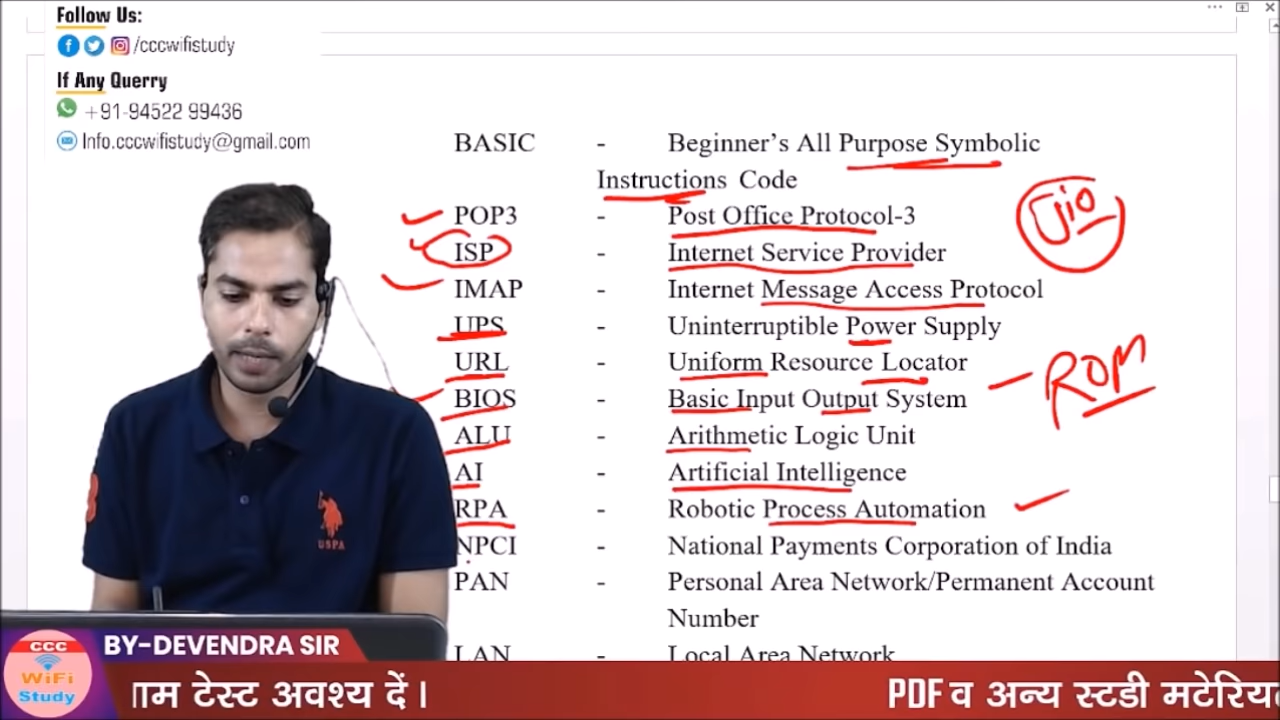 Follow Us:
/cccwifistudy
If Any Querry
+91-94522 99436
Info.cccwifistudy@gmail.com
BASIC - Beginner's All Purpose Symbolic
Instructions Code
POP3 - Post Office Protocol-3
Jio
ISP - Internet Service Provider
IMAP - Internet Message Access Protocol
UPS - Uninterruptible Power Supply
URL - Uniform Resource Locator
ROM
BIOS - Basic Input Output System
ALU - Arithmetic Logic Unit
AI - Artificial Intelligence
RPA - Robotic Process Automation
NPCI - National Payments Corporation of India
PAN - Personal Area Network/Permanent Account
Number
LAN - Local Area Network
USPA
BY-DEVENDRA SIR
CCC
WiFi
Study
टेस्ट अवश्य दें। PDF व अन्य स्टडी